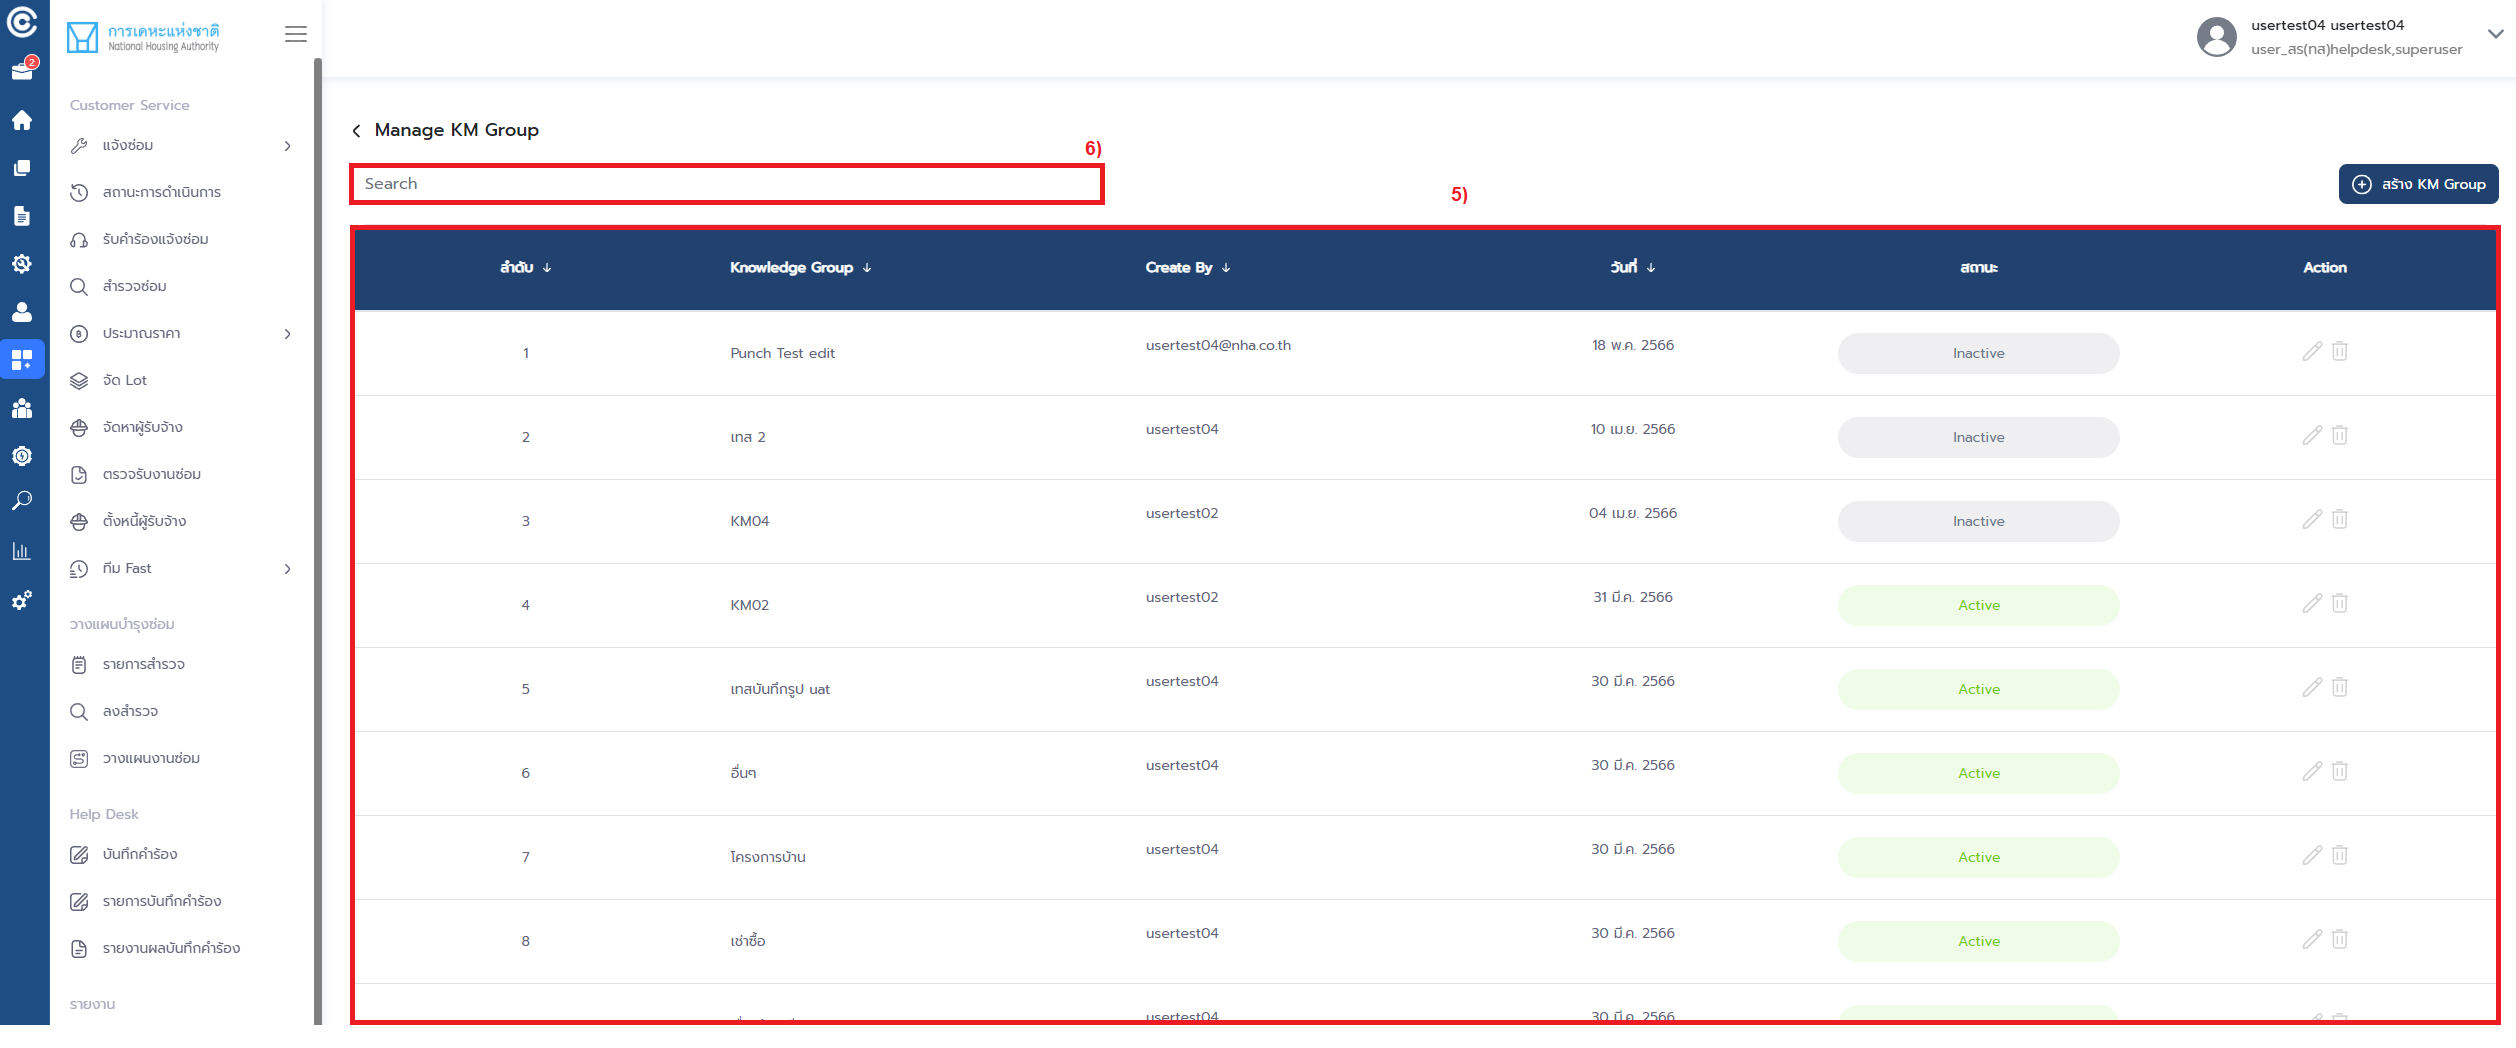 การเคหะแห่งชาติ
National Housing Authority
usertest04 usertest04
user_สร(ทส)helpdesk,superuser
2
Customer Service
แจ้งซ่อม
สถานะการดำเนินการ
รับคำร้องแจ้งซ่อม
สำรวจซ่อม
ประมาณราคา
จัด Lot
จัดหาผู้รับจ้าง
ตรวจรับงานซ่อม
ตั้งหนี้ผู้รับจ้าง
ทีม Fast
วางแผนบำรุงซ่อม
รายการสำรวจ
ลงสำรวจ
วางแผนงานซ่อม
Help Desk
บันทึกคำร้อง
รายการบันทึกคำร้อง
รายงานผลบันทึกคำร้อง
รายงาน
Manage KM Group
6)
Search
5)
สร้าง KM Group
ลำดับ Knowledge Group Create By วันที่ สถานะ Action
1 Punch Test edit usertest04@nha.co.th 18 พ.ค. 2566 Inactive
2 เทส 2 usertest04 10 เม.ย. 2566 Inactive
3 KM04 usertest02 04 เม.ย. 2566 Inactive
4 KM02 usertest02 31 มี.ค. 2566 Active
5 เทสบันทึกรูป uat usertest04 30 มี.ค. 2566 Active
6 อื่นๆ usertest04 30 มี.ค. 2566 Active
7 โครงการบ้าน usertest04 30 มี.ค. 2566 Active
8 เช่าซื้อ usertest04 30 มี.ค. 2566 Active
usertest04 30 มี.ค. 2566